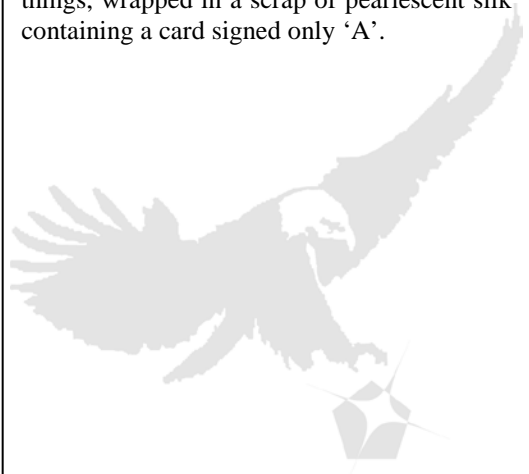 things, wrapped in a scrap of pearlescent silk
containing a card signed only ‘A’.